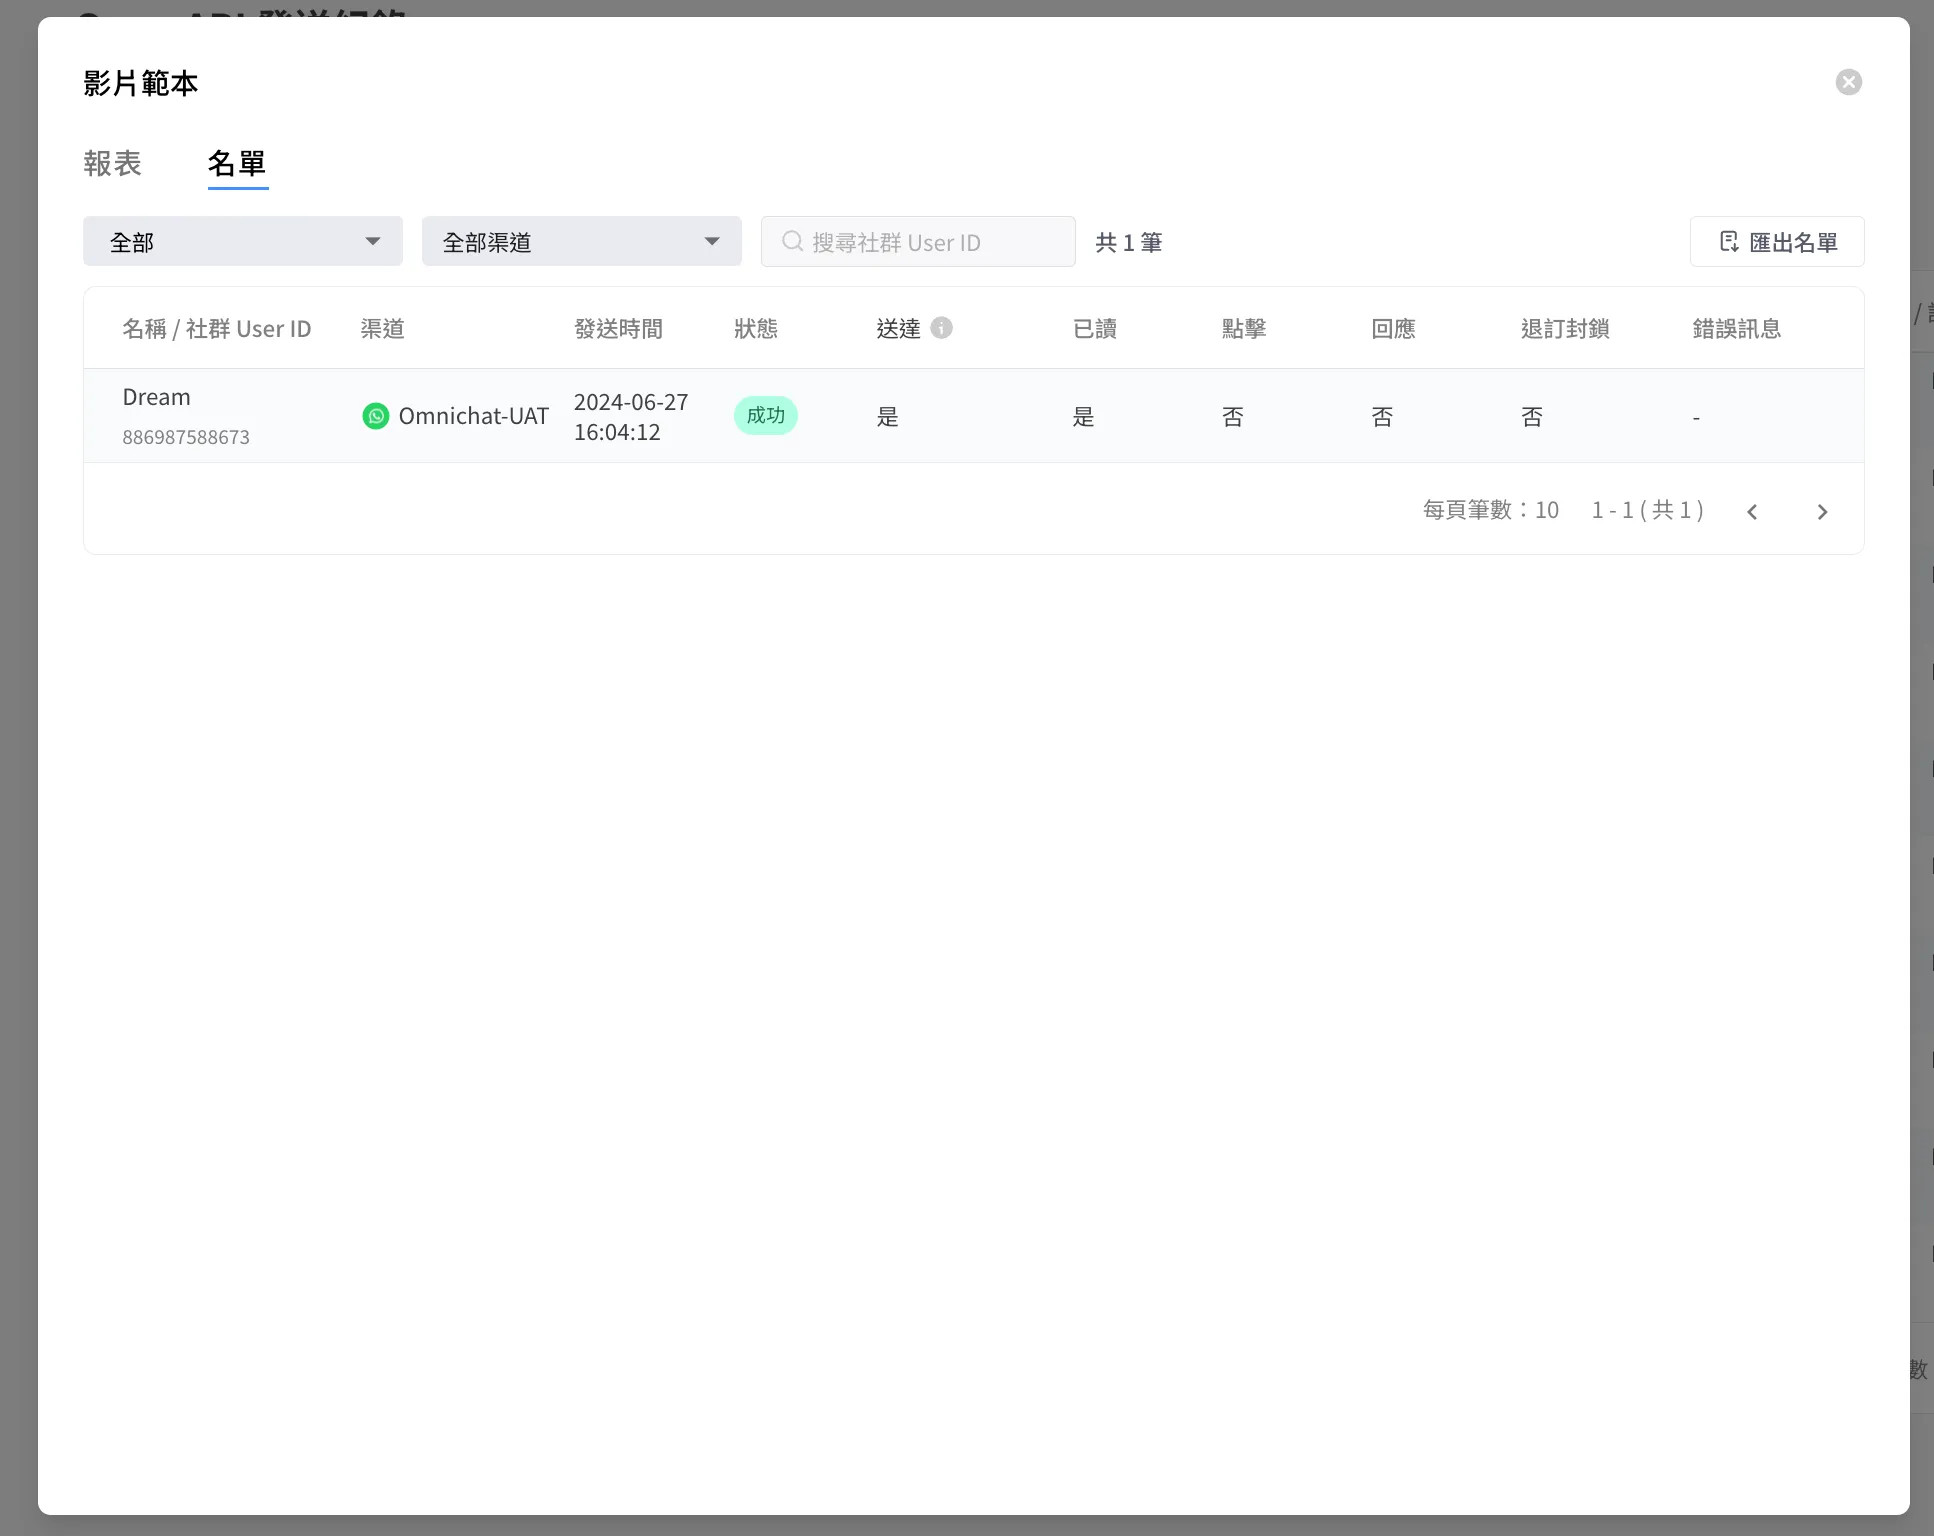 影片範本
報表 名單
全部 全部渠道 搜尋社群 User ID 共 1 筆 匯出名單
名稱 / 社群 User ID 渠道 發送時間 狀態 送達 已讀 點擊 回應 退訂封鎖 錯誤訊息
Dream
886987588673
Omnichat-UAT
2024-06-27
16:04:12
成功 是 是 否 否 否 -
每頁筆數：10 1 - 1 ( 共 1 )
數